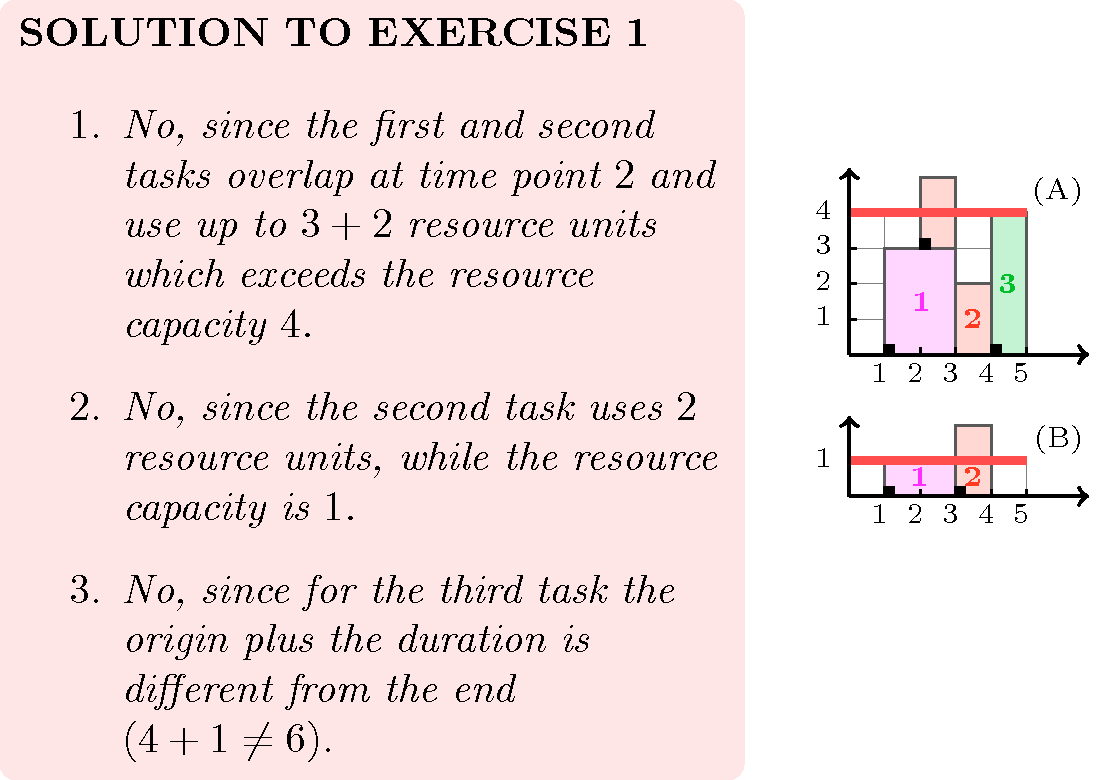 SOLUTION TO EXERCISE 1
1. No, since the first and second
tasks overlap at time point 2 and
use up to 3 + 2 resource units
which exceeds the resource
capacity 4.
2. No, since the second task uses 2
resource units, while the resource
capacity is 1.
3. No, since for the third task the
origin plus the duration is
different from the end
(4 + 1 ≠ 6).
(A)
4
3
2
1
1
2
3
1 2 3 4 5
(B)
1
1
2
1 2 3 4 5